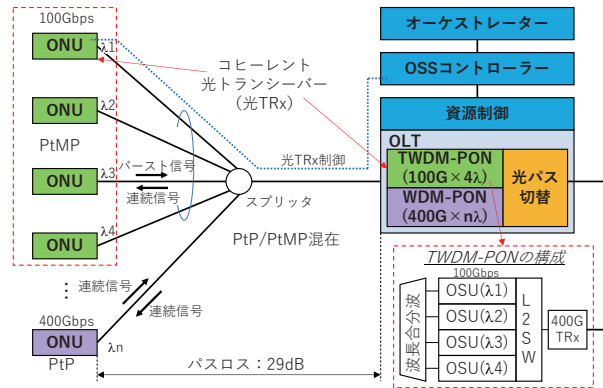 100Gbps
ONU
λ1
ONU
λ2
PtMP
ONU
λ3
ONU
λ4
⋮
400Gbps
ONU
λn
PtP
コヒーレント
光トランシーバー
（光TRx）
バースト信号
連続信号
光TRx制御
スプリッタ
PtP/PtMP混在
連続信号
連続信号
パスロス：29dB
オーケストレーター
OSSコントローラー
資源制御
OLT
TWDM-PON
(100G×4λ)
WDM-PON
(400G×nλ)
光パス
切替
TWDM-PONの構成
100Gbps
波長合分波
OSU(λ1)
OSU(λ2)
OSU(λ3)
OSU(λ4)
L2SW
400G
TRx